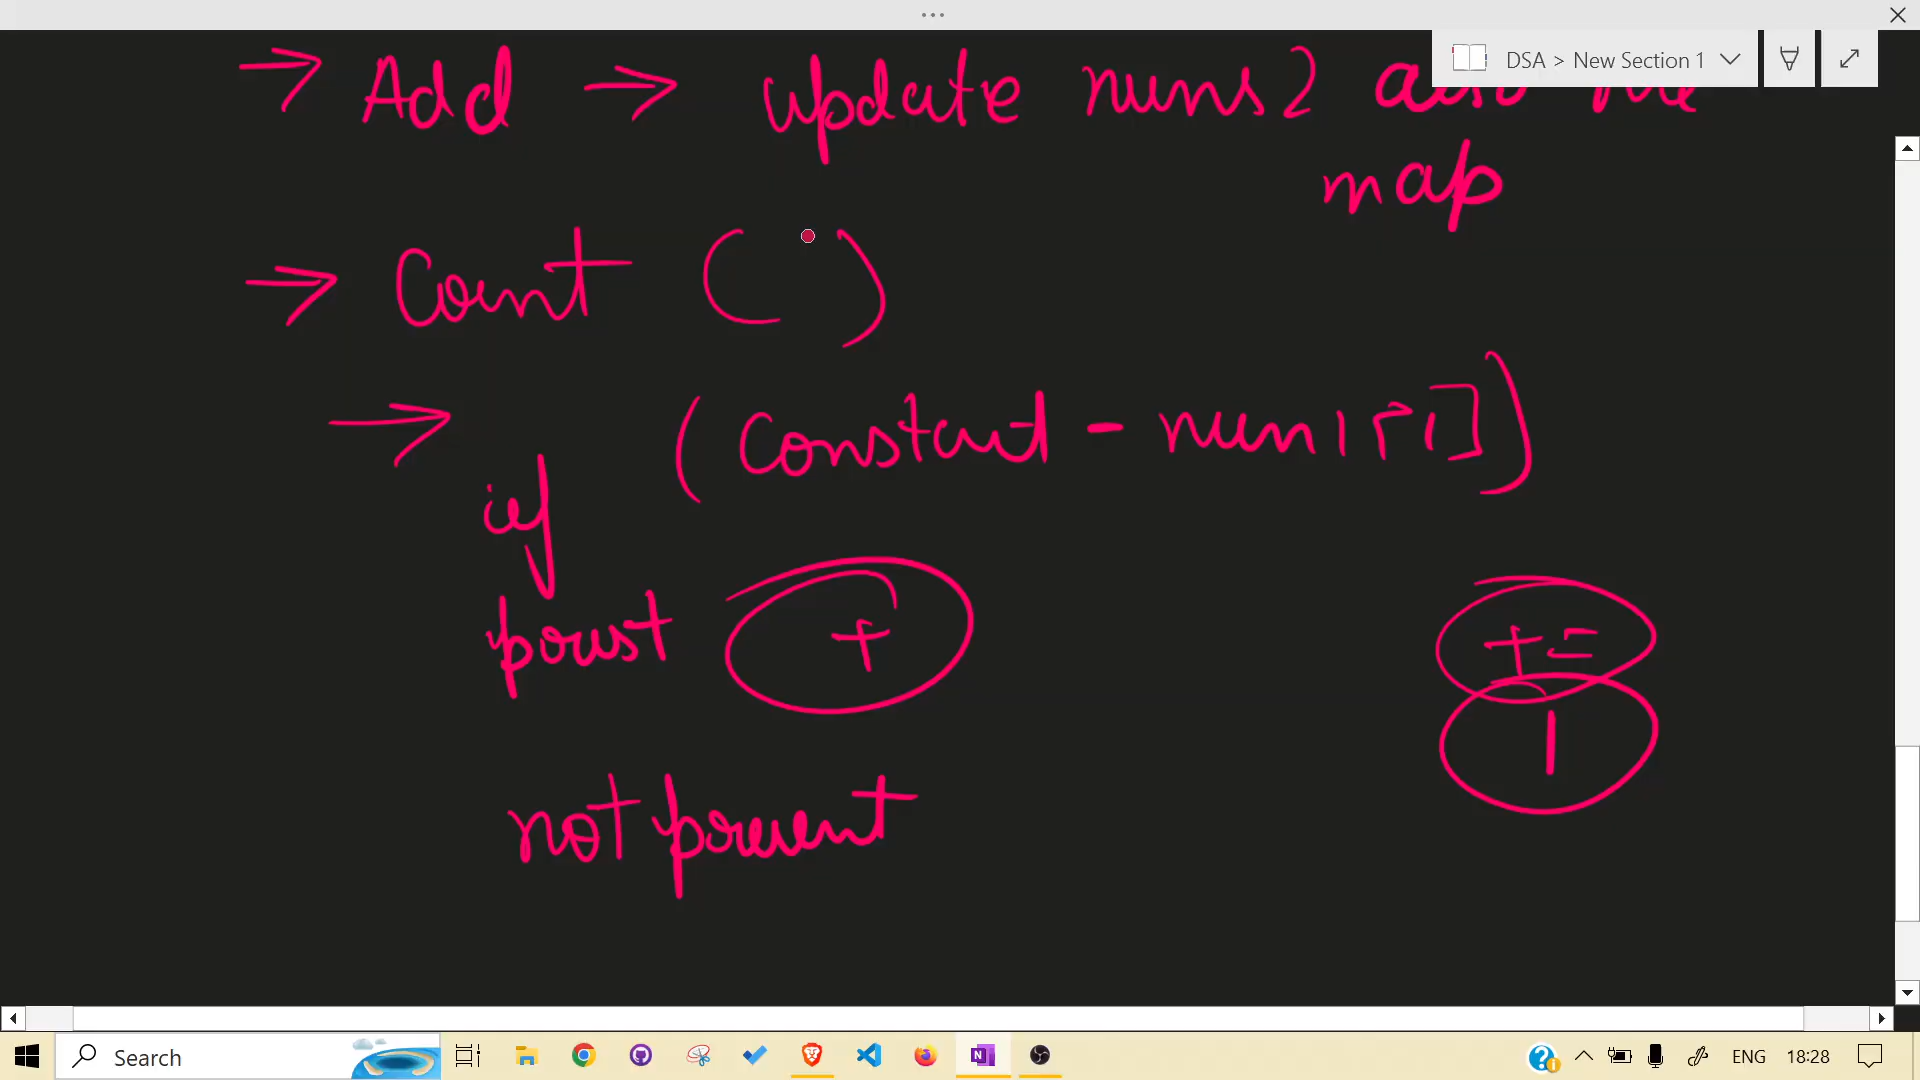 DSA > New Section 1
→ Add → update nums2 also the
map
→ Count ( )
→ (constant - num1[i])
if
present +
+=
1
not present
Search
ENG 18:28